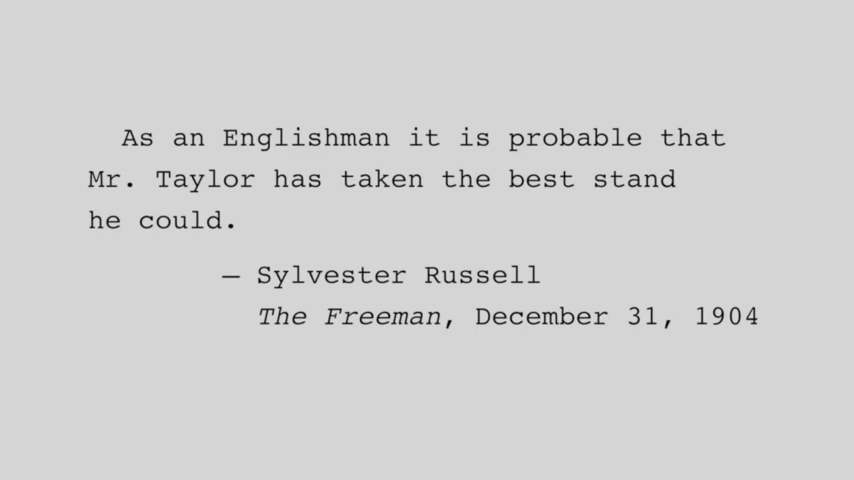 As an Englishman it is probable that
Mr. Taylor has taken the best stand
he could.
— Sylvester Russell
The Freeman, December 31, 1904